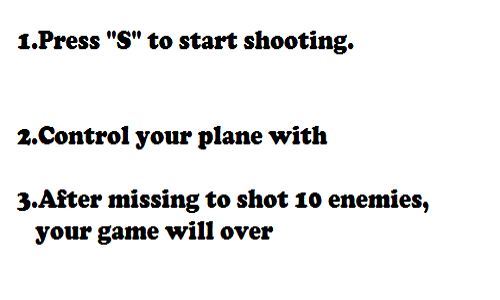 1.Press "S" to start shooting.
2.Control your plane with
3.After missing to shot 10 enemies,
your game will over